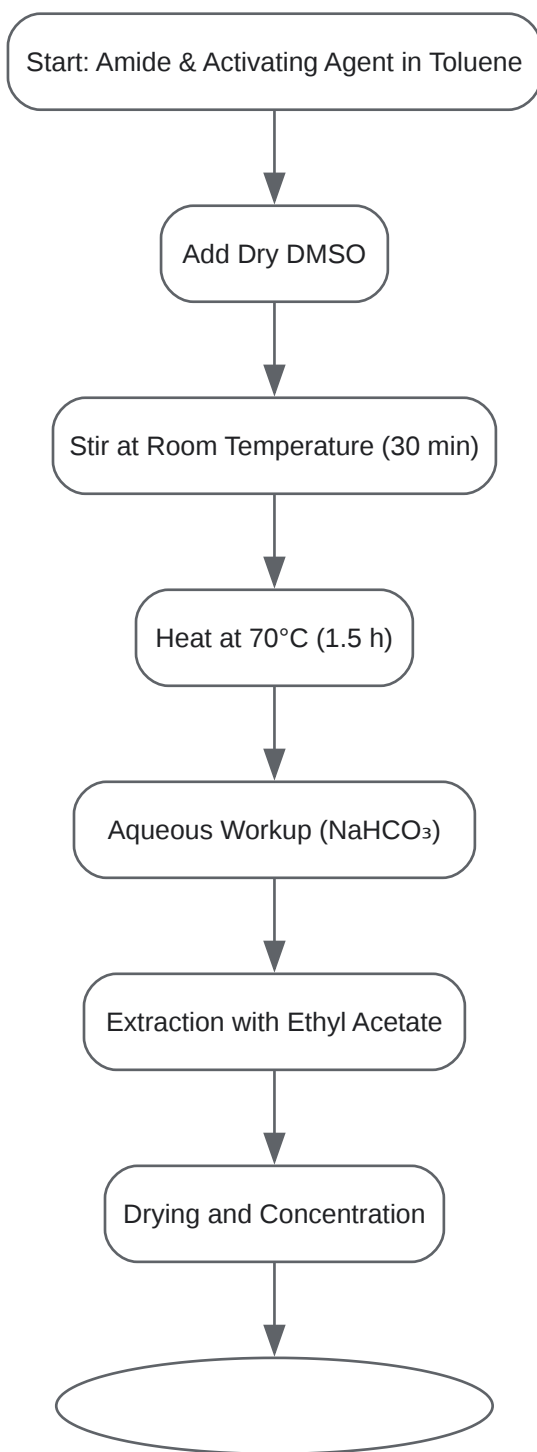 Start: Amide & Activating Agent in Toluene
Add Dry DMSO
Stir at Room Temperature (30 min)
Heat at 70°C (1.5 h)
Aqueous Workup (NaHCO₃)
Extraction with Ethyl Acetate
Drying and Concentration